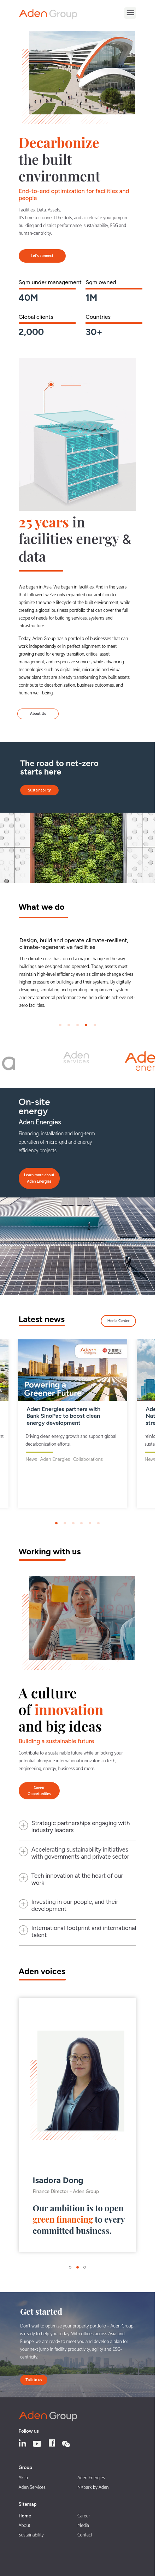 Aden Group
Decarbonize
the built
environment
End-to-end optimization for facilities and
people
Facilities. Data. Assets
It's time to connect the dots, and accelerate your jump in
building and district performance, sustainability, ESG and
human-centricity.
Let's connect
Sqm under management
40M
Sqm owned
1M
Global clients
2,000
Countries
30+
25 years in
facilities energy &
data
We began in Asia. We began in facilities. And in the years
that followed, we've only expanded our ambition to
optimize the whole lifecycle of the built environment, while
creating a global business portfolio that can cover the full
scope of needs for building services, systems and
infrastructure.
Today, Aden Group has a portfolio of businesses that can
work independently or in perfect alignment to meet
growing need for energy transition, critical asset
management, and responsive services, while advancing
technologies such as digital twin, microgrid and virtual
power plant that are already transforming how built assets
contribute to decarbonization, business outcomes, and
human well-being.
About Us
The road to net-zero
starts here
Sustainability
What we do
Design, build and operate climate-resilient,
climate-regenerative facilities
The climate crisis has forced a major change in the way
buildings are designed and operated. Today, assets must
maintain high-level efficiency even as climate change drives
higher pressures on buildings and their systems. By digitally
designing, simulating and operating for optimized system
and environmental performance we help clients achieve net-
zero facilities.
a
Aden
services
Ade
ener
On-site
energy
Aden Energies
Financing, installation and long-term
operation of micro-grid and energy
efficiency projects.
Learn more about
Aden Energies
Latest news
Media Center
Powering a
Greener Future
Aden Energies partners with
Bank SinoPac to boost clean
energy development
Driving clean energy growth and support global
decarbonization efforts.
News Aden Energies Collaborations
Working with us
A culture
of innovation
and big ideas
Building a sustainable future
Contribute to a sustainable future while unlocking your
potential alongside international innovators in tech,
engineering, energy, business and more.
Career
Opportunities
Strategic partnerships engaging with
industry leaders
Accelerating sustainability initiatives
with governments and private sector
Tech innovation at the heart of our
work
Investing in our people, and their
development
International footprint and international
talent
Aden voices
Isadora Dong
Finance Director – Aden Group
Our ambition is to open
green financing to every
committed business.
Get started
Don't wait to optimize your property portfolio – Aden Group
is ready to help you today. With offices across Asia and
Europe, we are ready to meet you and develop a plan for
your next jump in facility productivity, agility and ESG-
centricity.
Talk to us
Aden Group
Follow us
Group
Akila
Aden Energies
Aden Services
NXpark by Aden
Sitemap
Home
Career
About
Media
Sustainability
Contact